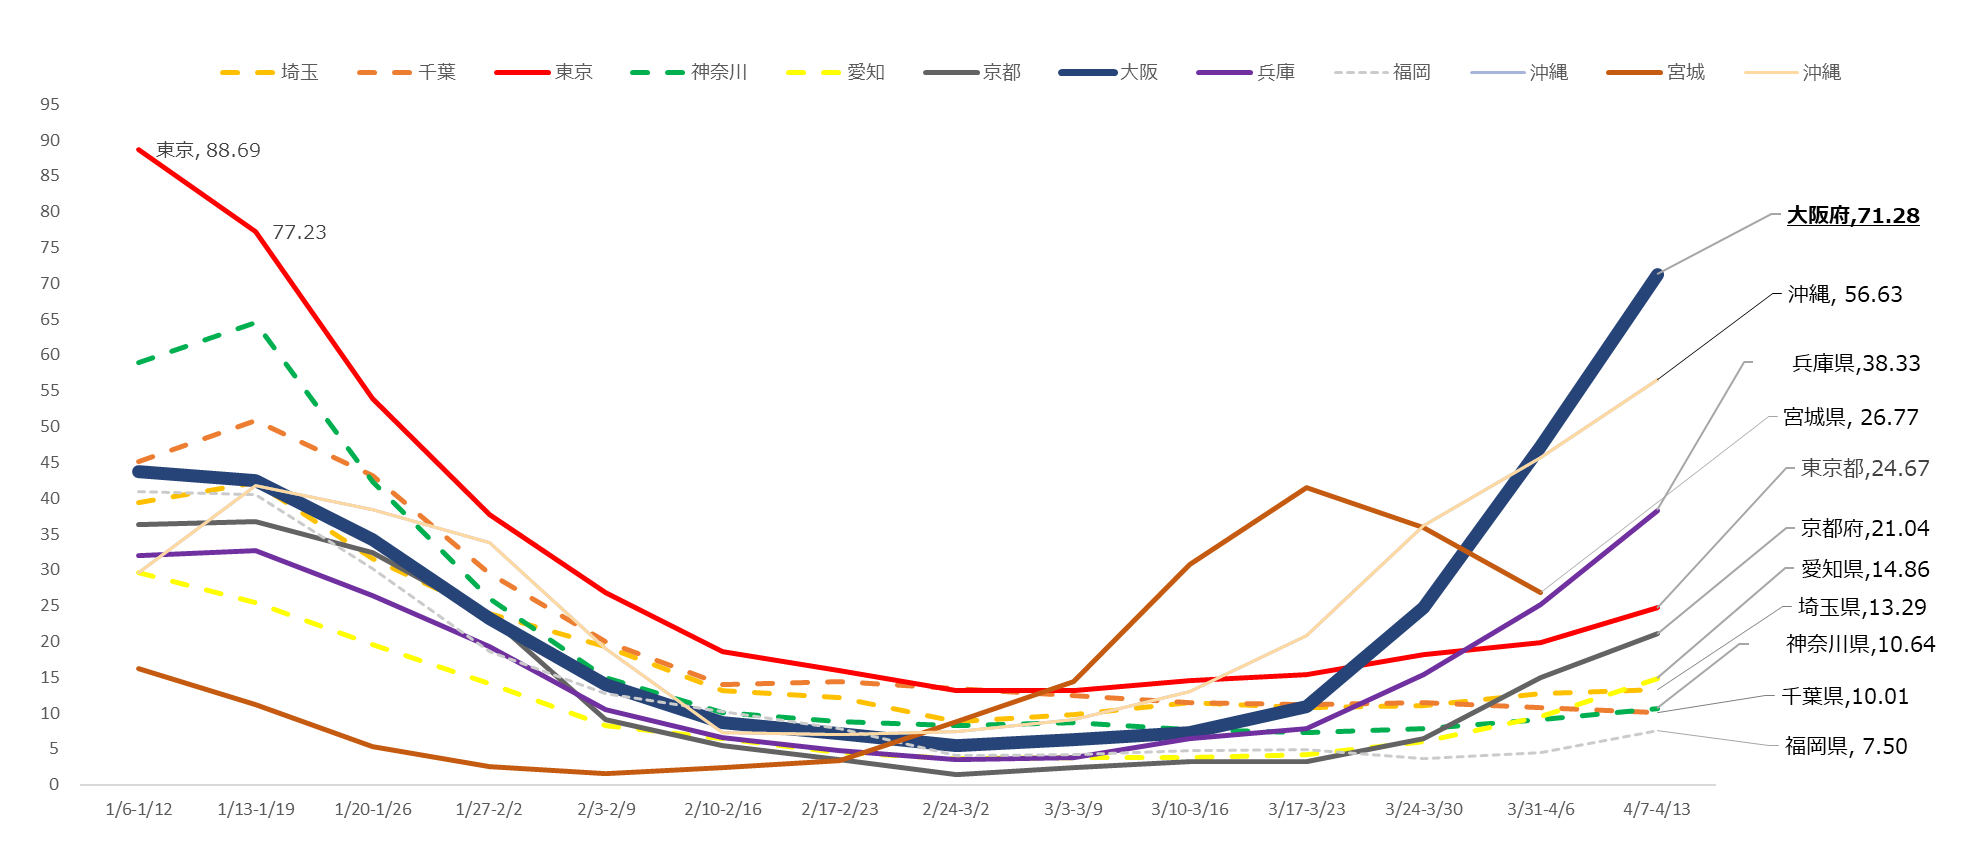 埼玉 千葉 東京 神奈川 愛知 京都 大阪 兵庫 福岡 沖縄 宮城 沖縄
95
90
85
80
75
70
65
60
55
50
45
40
35
30
25
20
15
10
5
0
東京, 88.69
77.23
大阪府,71.28
沖縄, 56.63
兵庫県,38.33
宮城県, 26.77
東京都,24.67
京都府,21.04
愛知県,14.86
埼玉県,13.29
神奈川県,10.64
千葉県,10.01
福岡県, 7.50
1/6-1/12 1/13-1/19 1/20-1/26 1/27-2/2 2/3-2/9 2/10-2/16 2/17-2/23 2/24-3/2 3/3-3/9 3/10-3/16 3/17-3/23 3/24-3/30 3/31-4/6 4/7-4/13